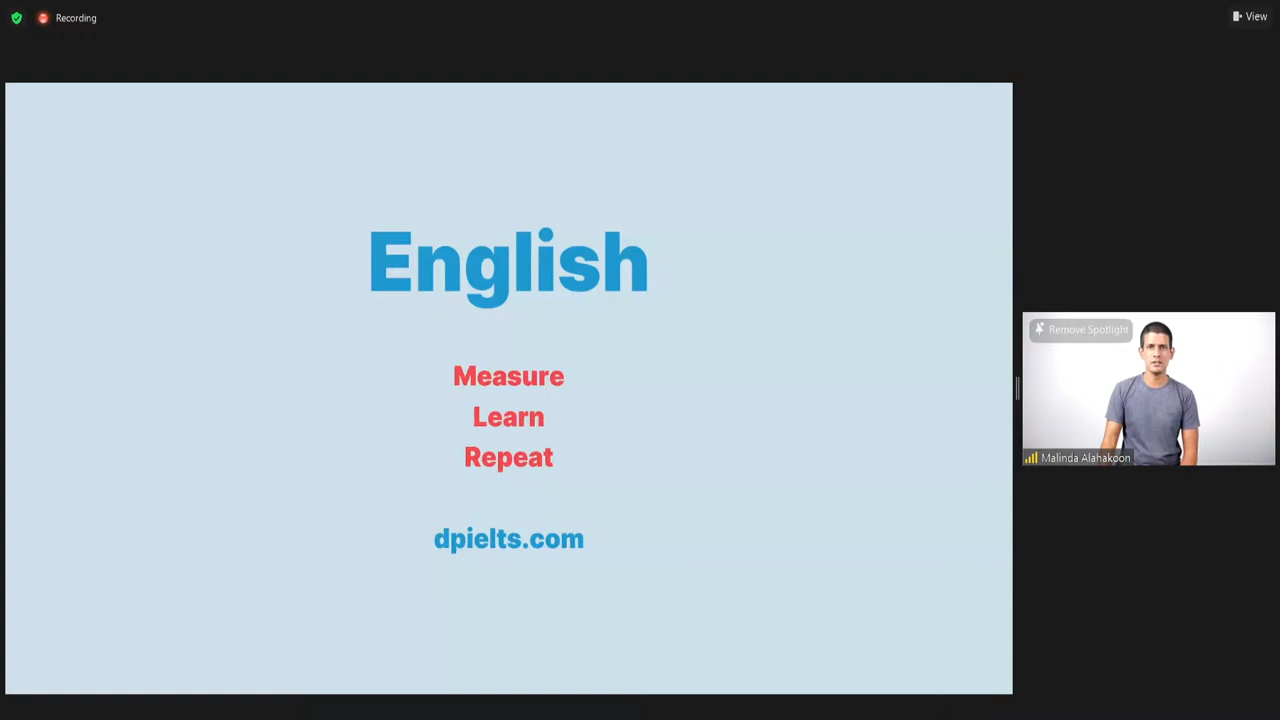 Recording
View
English
Measure
Learn
Repeat
dpielts.com
Remove Spotlight
Malinda Alahakoon